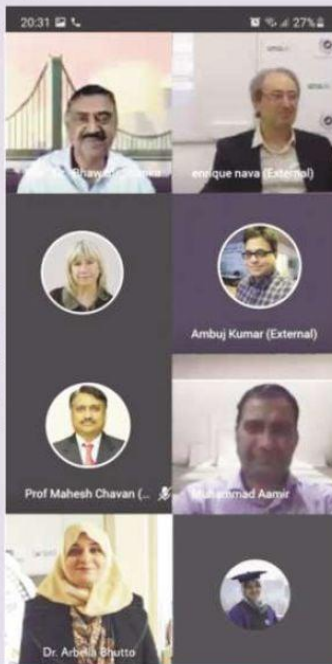 20:31
27%
enrique nava (External)
Ambuj Kumar (External)
Prof Mahesh Chavan (...
Muhammad Aamir
Dr. Arbella Bhutto